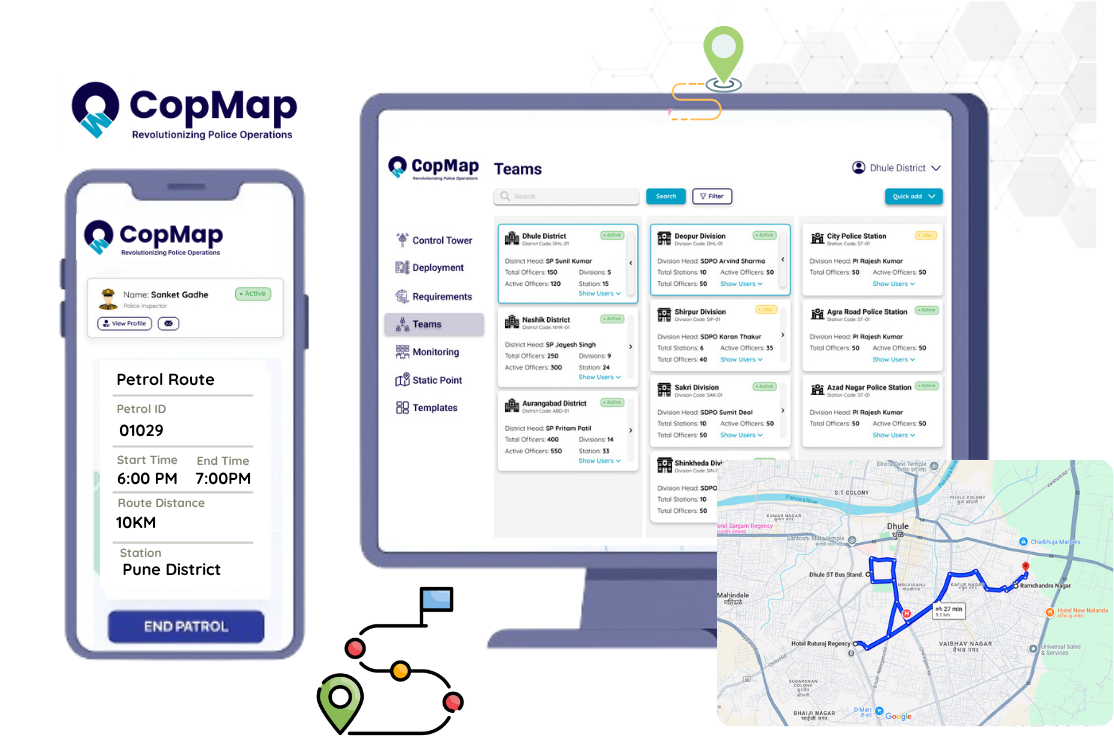 CopMap
Revolutionizing Police Operations
CopMap
Revolutionizing Police Operations
Name: Sanket Gadhe
Police Inspector
• Active
View Profile
Petrol Route
Petrol ID
01029
Start Time End Time
6:00 PM 7:00PM
Route Distance
10KM
Station
Pune District
END PATROL
CopMap
Revolutionizing Police Operations
Teams
Dhule District
Search
Search
Filter
Quick add
Control Tower
Deployment
Requirements
Teams
Monitoring
Static Point
Templates
Dhule District
• Active
District Code: DHL-01
District Head: SP Sunil Kumar
Total Officers: 150 Divisions: 5
Active Officers: 120 Station: 15
Show Users
Nashik District
• Active
District Code: NHK-01
District Head: SP Jayesh Singh
Total Officers: 250 Divisions: 9
Active Officers: 300 Station: 24
Show Users
Aurangabad District
• Active
District Code: ABD-01
District Head: SP Pritam Patil
Total Officers: 400 Divisions: 14
Active Officers: 550 Station: 33
Show Users
Deopur Division
• Active
Division Code: DHL-01
Division Head: SDPO Arvind Sharma
Total Stations: 10 Active Officers: 50
Total Officers: 50 Show Users
Shirpur Division
• Idle
Division Code: SIP-01
Division Head: SDPO Karan Thakur
Total Stations: 6 Active Officers: 35
Total Officers: 40 Show Users
Sakri Division
• Active
Division Code: SAK-01
Division Head: SDPO Sumit Deol
Total Stations: 10 Active Officers: 50
Total Officers: 50 Show Users
Shinkheda Divi
Division Code: SIN-
Division Head: SDPO
Total Stations: 10
Total Officers: 50
City Police Station
• Idle
Station Code: ST-01
Division Head: PI Rajesh Kumar
Total Officers: 50 Active Officers: 50
Show Users
Agra Road Police Station
• Active
Station Code: ST-01
Division Head: PI Rajesh Kumar
Total Officers: 50 Active Officers: 50
Show Users
Azad Nagar Police Station
• Active
Station Code: ST-01
Division Head: PI Rajesh Kumar
Total Officers: 50 Active Officers: 50
Show Users
Ekvira Devi Temple
S.T. COLONY
KUMAR NAGAR
कुमार नगर
Hotel Sargam Regency
Santoshi Mata Temple
Dhule
धुळे
Charbhuja Marbles
Dhule ST Bus Stand.
Ramchandra Nagar
Mahindale
महिंदळे
27 min
9.1 km
Hotel New Nalanda
Hotel Ruturaj Regency
VAIBHAV NAGAR
वैभव नगर
Universal Sales
& Services
SUDARSHAN
COLONY
BHAIJI NAGAR
D-Mart
Google